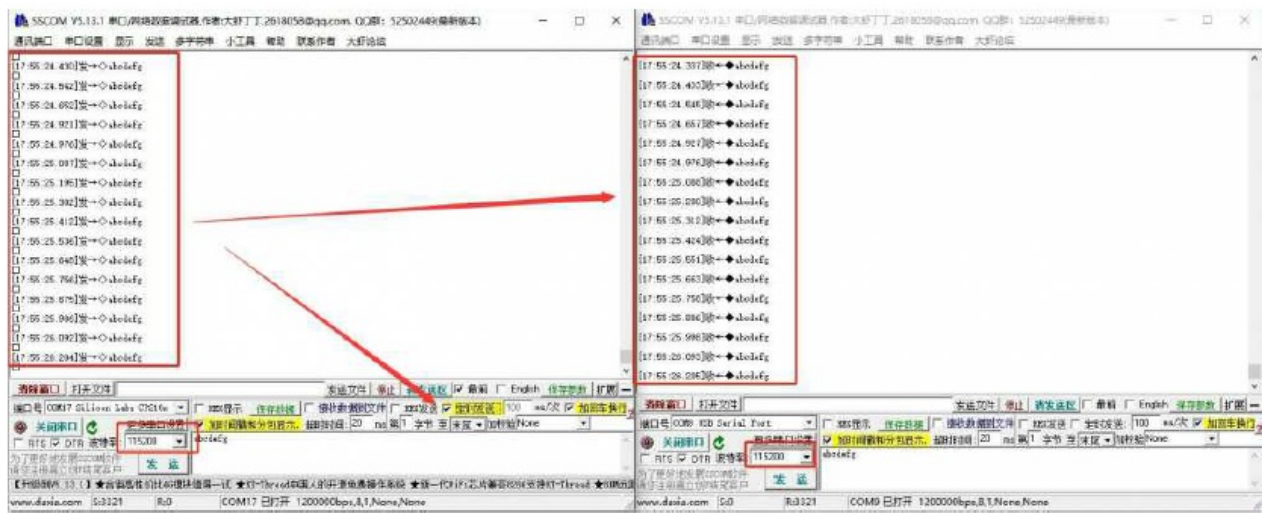 SSCOM V5.13.1 串口/网络数据调试器,作者:大虾丁丁,2618058@qq.com. QQ群: 52502449(最新版本)
通讯端口 串口设置 显示 发送 多字符串 小工具 帮助 联系作者 大虾论坛
[17:55:24.430]发→◇abcdefg
[17:55:24.542]发→◇abcdefg
[17:55:24.652]发→◇abcdefg
[17:55:24.921]发→◇abcdefg
[17:55:24.970]发→◇abcdefg
[17:55:25.087]发→◇abcdefg
[17:55:25.195]发→◇abcdefg
[17:55:25.302]发→◇abcdefg
[17:55:25.412]发→◇abcdefg
[17:55:25.536]发→◇abcdefg
[17:55:25.648]发→◇abcdefg
[17:55:25.756]发→◇abcdefg
[17:55:25.875]发→◇abcdefg
[17:55:25.986]发→◇abcdefg
[17:55:26.092]发→◇abcdefg
[17:55:26.204]发→◇abcdefg
清除窗口 打开文件 发送文件 停止 最前 English 保存参数 扩展
端口号 COM17 Silicon Labs HEX显示 保存数据 接收数据到文件 HEX发送 定时发送: 100 ms/次 加回车换行
关闭串口 加时间戳和分包显示, 超时时间: 20 ms 第 1 字节 至 末尾 加校验 None
RTS DTR 波特率: 115200 abcdefg
发 送
www.daxia.com S:3321 R:0 COM17 已打开 1200000bps,8,1,None,None
SSCOM V5.13.1 串口/网络数据调试器,作者:大虾丁丁,2618058@qq.com. QQ群: 52502449(最新版本)
通讯端口 串口设置 显示 发送 多字符串 小工具 帮助 联系作者 大虾论坛
[17:55:24.337]收←◆abcdefg
[17:55:24.433]收←◆abcdefg
[17:55:24.545]收←◆abcdefg
[17:55:24.657]收←◆abcdefg
[17:55:24.927]收←◆abcdefg
[17:55:24.976]收←◆abcdefg
[17:55:25.088]收←◆abcdefg
[17:55:25.200]收←◆abcdefg
[17:55:25.312]收←◆abcdefg
[17:55:25.424]收←◆abcdefg
[17:55:25.551]收←◆abcdefg
[17:55:25.663]收←◆abcdefg
[17:55:25.758]收←◆abcdefg
[17:55:25.886]收←◆abcdefg
[17:55:25.998]收←◆abcdefg
[17:55:26.093]收←◆abcdefg
[17:55:26.205]收←◆abcdefg
清除窗口 打开文件 发送文件 停止 清发送区 最前 English 保存参数 扩展
端口号 COM9 USB Serial Port HEX显示 保存数据 接收数据到文件 HEX发送 定时发送: 100 ms/次 加回车换行
关闭串口 加时间戳和分包显示, 超时时间: 20 ms 第 1 字节 至 末尾 加校验 None
RTS DTR 波特率: 115200 abcdefg
发 送
www.daxia.com S:0 R:3321 COM9 已打开 1200000bps,8,1,None,None